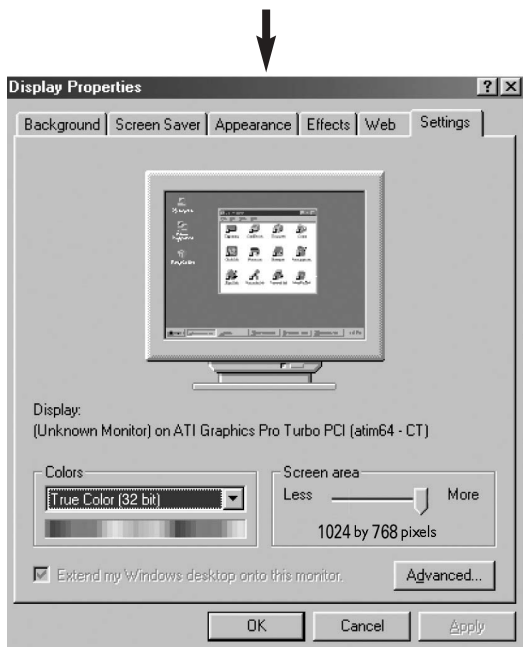 Display Properties
? X
Background Screen Saver Appearance Effects Web Settings
Display:
(Unknown Monitor) on ATI Graphics Pro Turbo PCI (atim64 - CT)
Colors
Screen area
True Color (32 bit)
Less More
1024 by 768 pixels
Extend my Windows desktop onto this monitor.
Advanced...
OK Cancel Apply